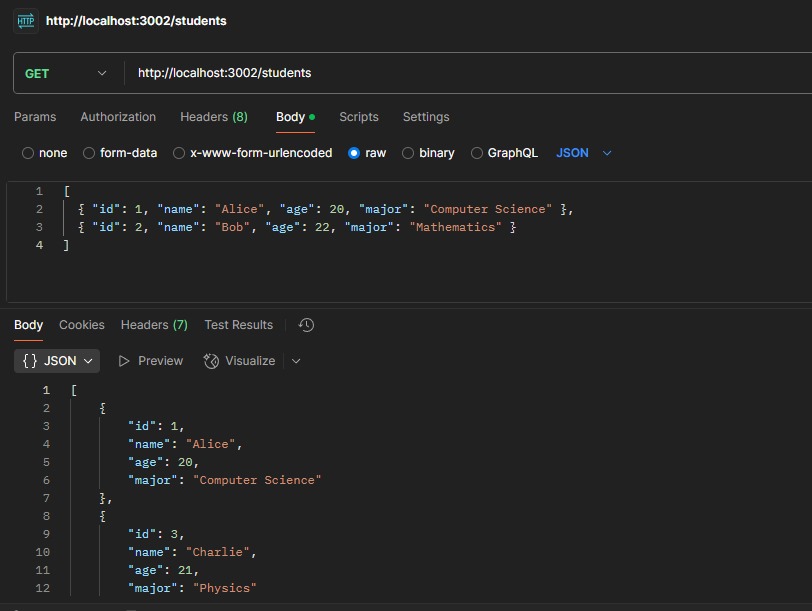 HTTP http://localhost:3002/students
GET http://localhost:3002/students
Params Authorization Headers (8) Body Scripts Settings
none form-data x-www-form-urlencoded raw binary GraphQL JSON
1 [
2 { "id": 1, "name": "Alice", "age": 20, "major": "Computer Science" },
3 { "id": 2, "name": "Bob", "age": 22, "major": "Mathematics" }
4 ]
Body Cookies Headers (7) Test Results
{} JSON Preview Visualize
1 [
2 {
3 "id": 1,
4 "name": "Alice",
5 "age": 20,
6 "major": "Computer Science"
7 },
8 {
9 "id": 3,
10 "name": "Charlie",
11 "age": 21,
12 "major": "Physics"